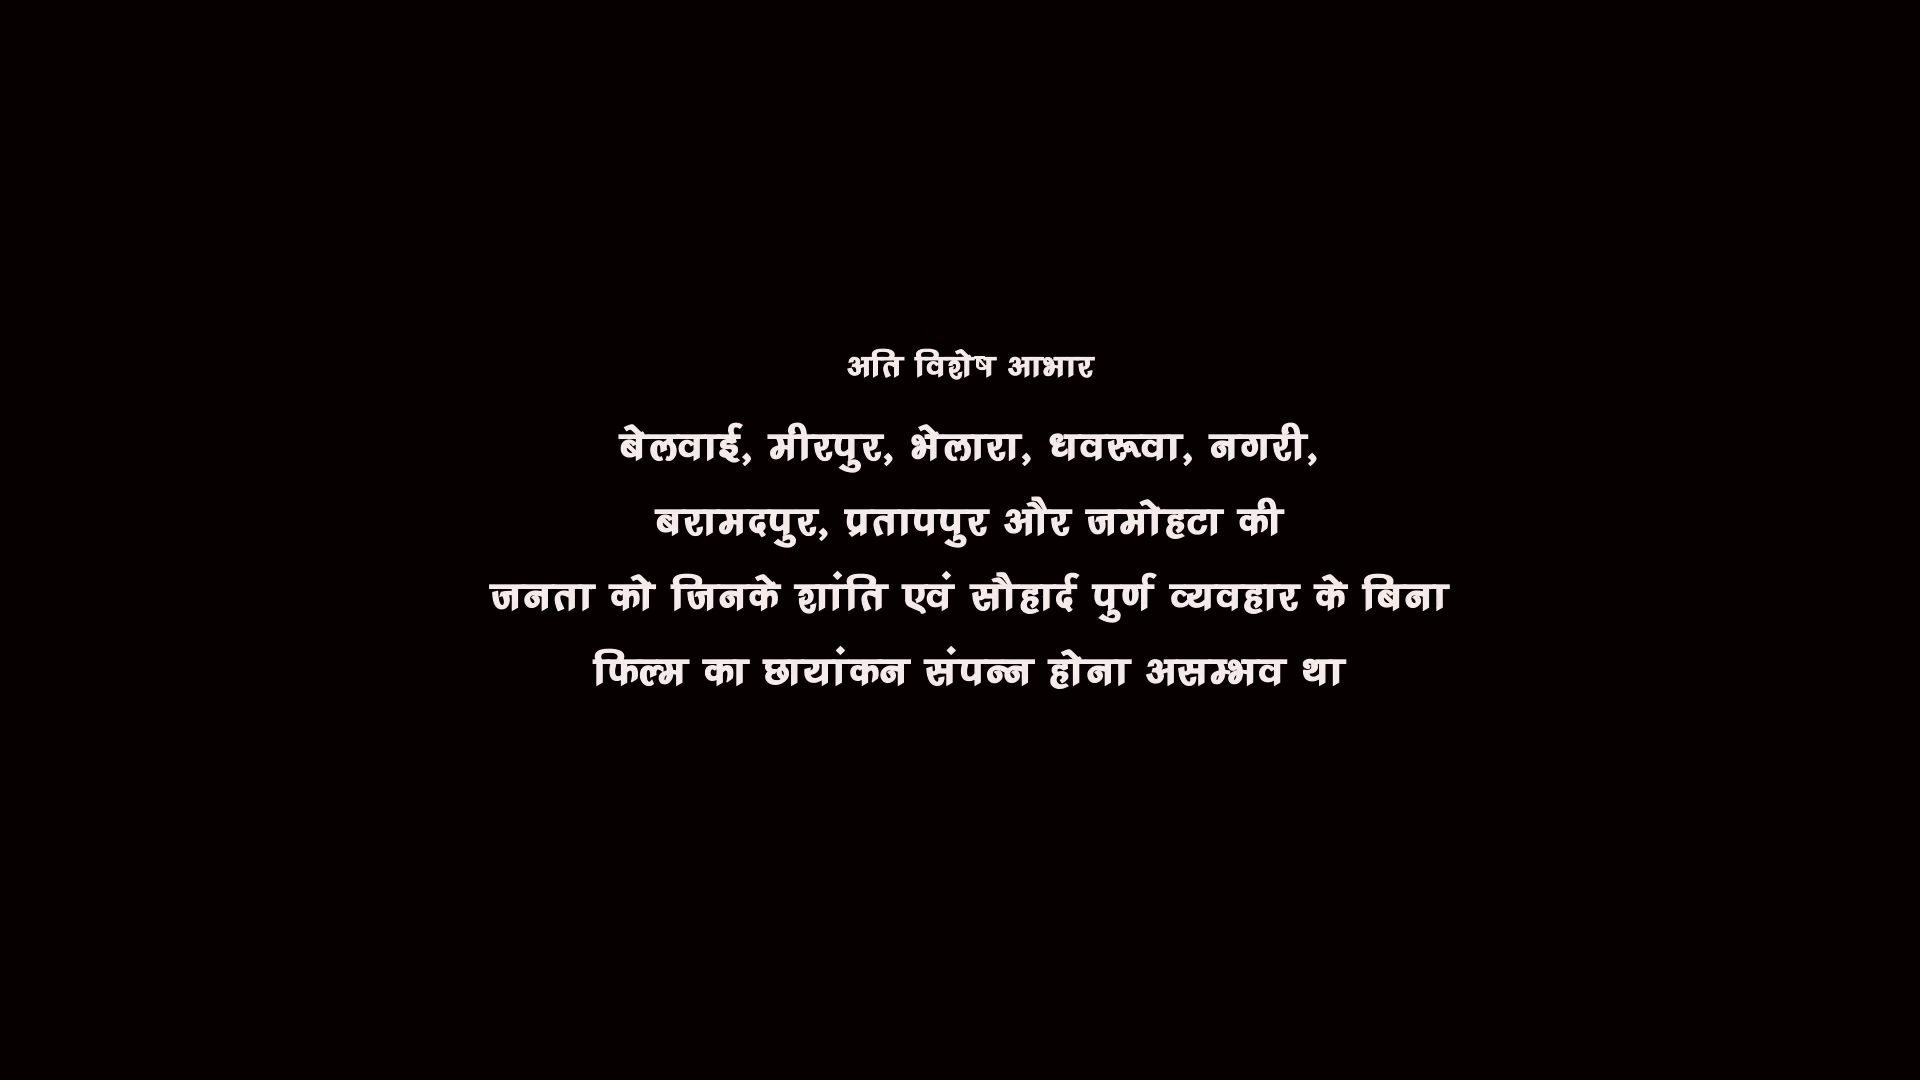 अति विशेष आभार
बेलवाई, मीरपुर, भेलारा, धवरूवा, नगरी,
बरामदपुर, प्रतापपुर और जमोहटा की
जनता को जिनके शांति एवं सौहार्द पुर्ण व्यवहार के बिना
फिल्म का छायांकन संपन्न होना असम्भव था